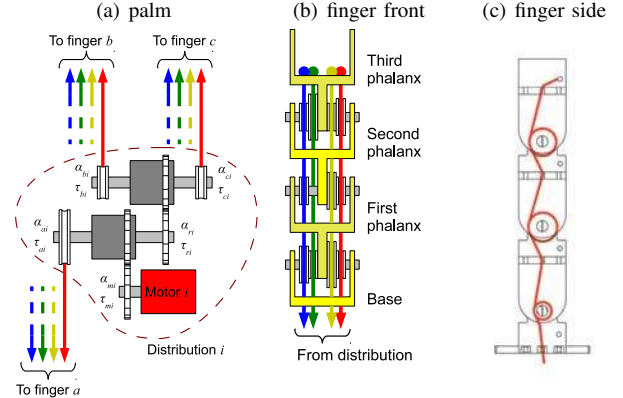 (a) palm
To finger b
To finger c
α_bi
τ_bi
α_ci
τ_ci
α_ai
τ_ai
α_ri
τ_ri
α_mi
τ_mi
Motor i
Distribution i
To finger a
(b) finger front
Third
phalanx
Second
phalanx
First
phalanx
Base
From distribution
(c) finger side